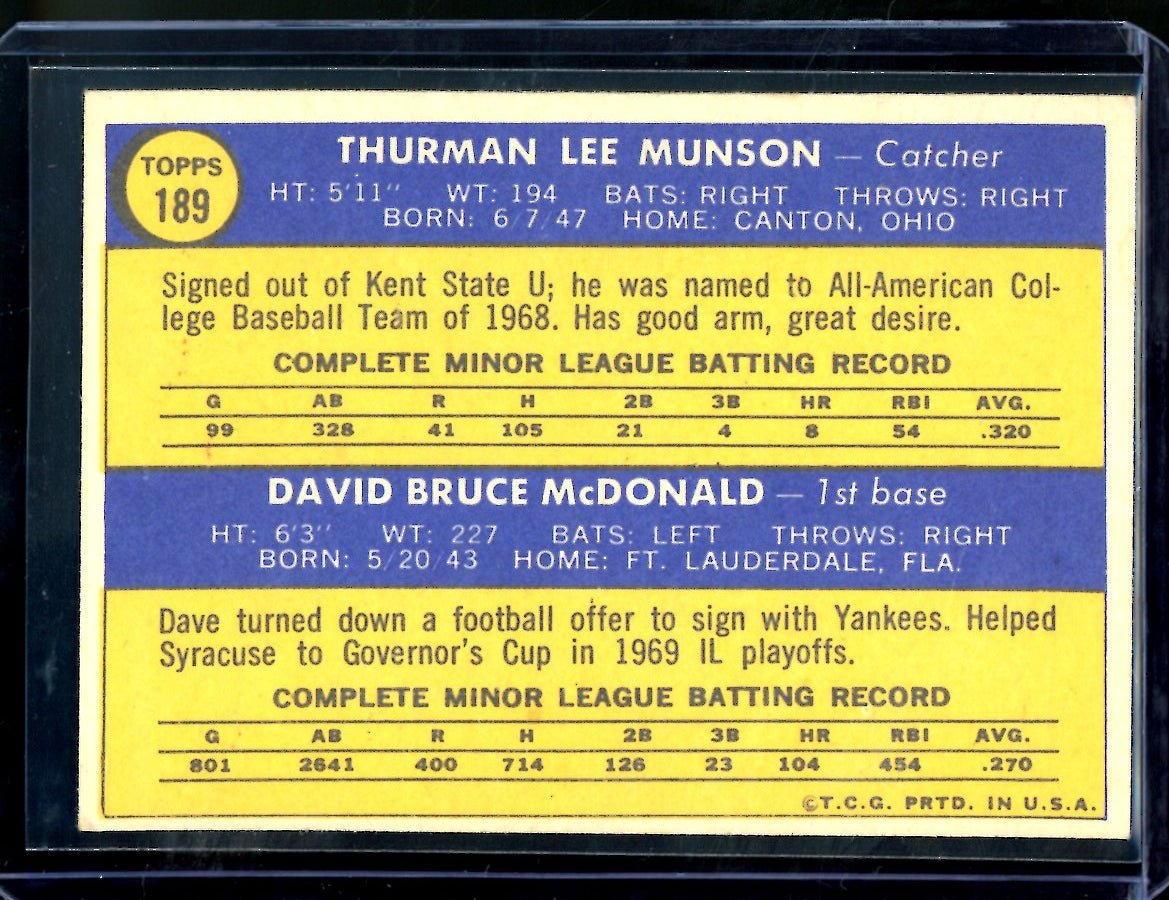 TOPPS
189
THURMAN LEE MUNSON — Catcher
HT: 5'11" WT: 194 BATS: RIGHT THROWS: RIGHT
BORN: 6/7/47 HOME: CANTON, OHIO
Signed out of Kent State U; he was named to All-American Col-
lege Baseball Team of 1968. Has good arm, great desire.
COMPLETE MINOR LEAGUE BATTING RECORD
G AB R H 2B 3B HR RBI AVG.
99 328 41 105 21 4 8 54 .320
DAVID BRUCE McDONALD — 1st base
HT: 6'3" WT: 227 BATS: LEFT THROWS: RIGHT
BORN: 5/20/43 HOME: FT. LAUDERDALE, FLA.
Dave turned down a football offer to sign with Yankees. Helped
Syracuse to Governor's Cup in 1969 IL playoffs.
COMPLETE MINOR LEAGUE BATTING RECORD
G AB R H 2B 3B HR RBI AVG.
801 2641 400 714 126 23 104 454 .270
©T.C.G. PRTD. IN U.S.A.